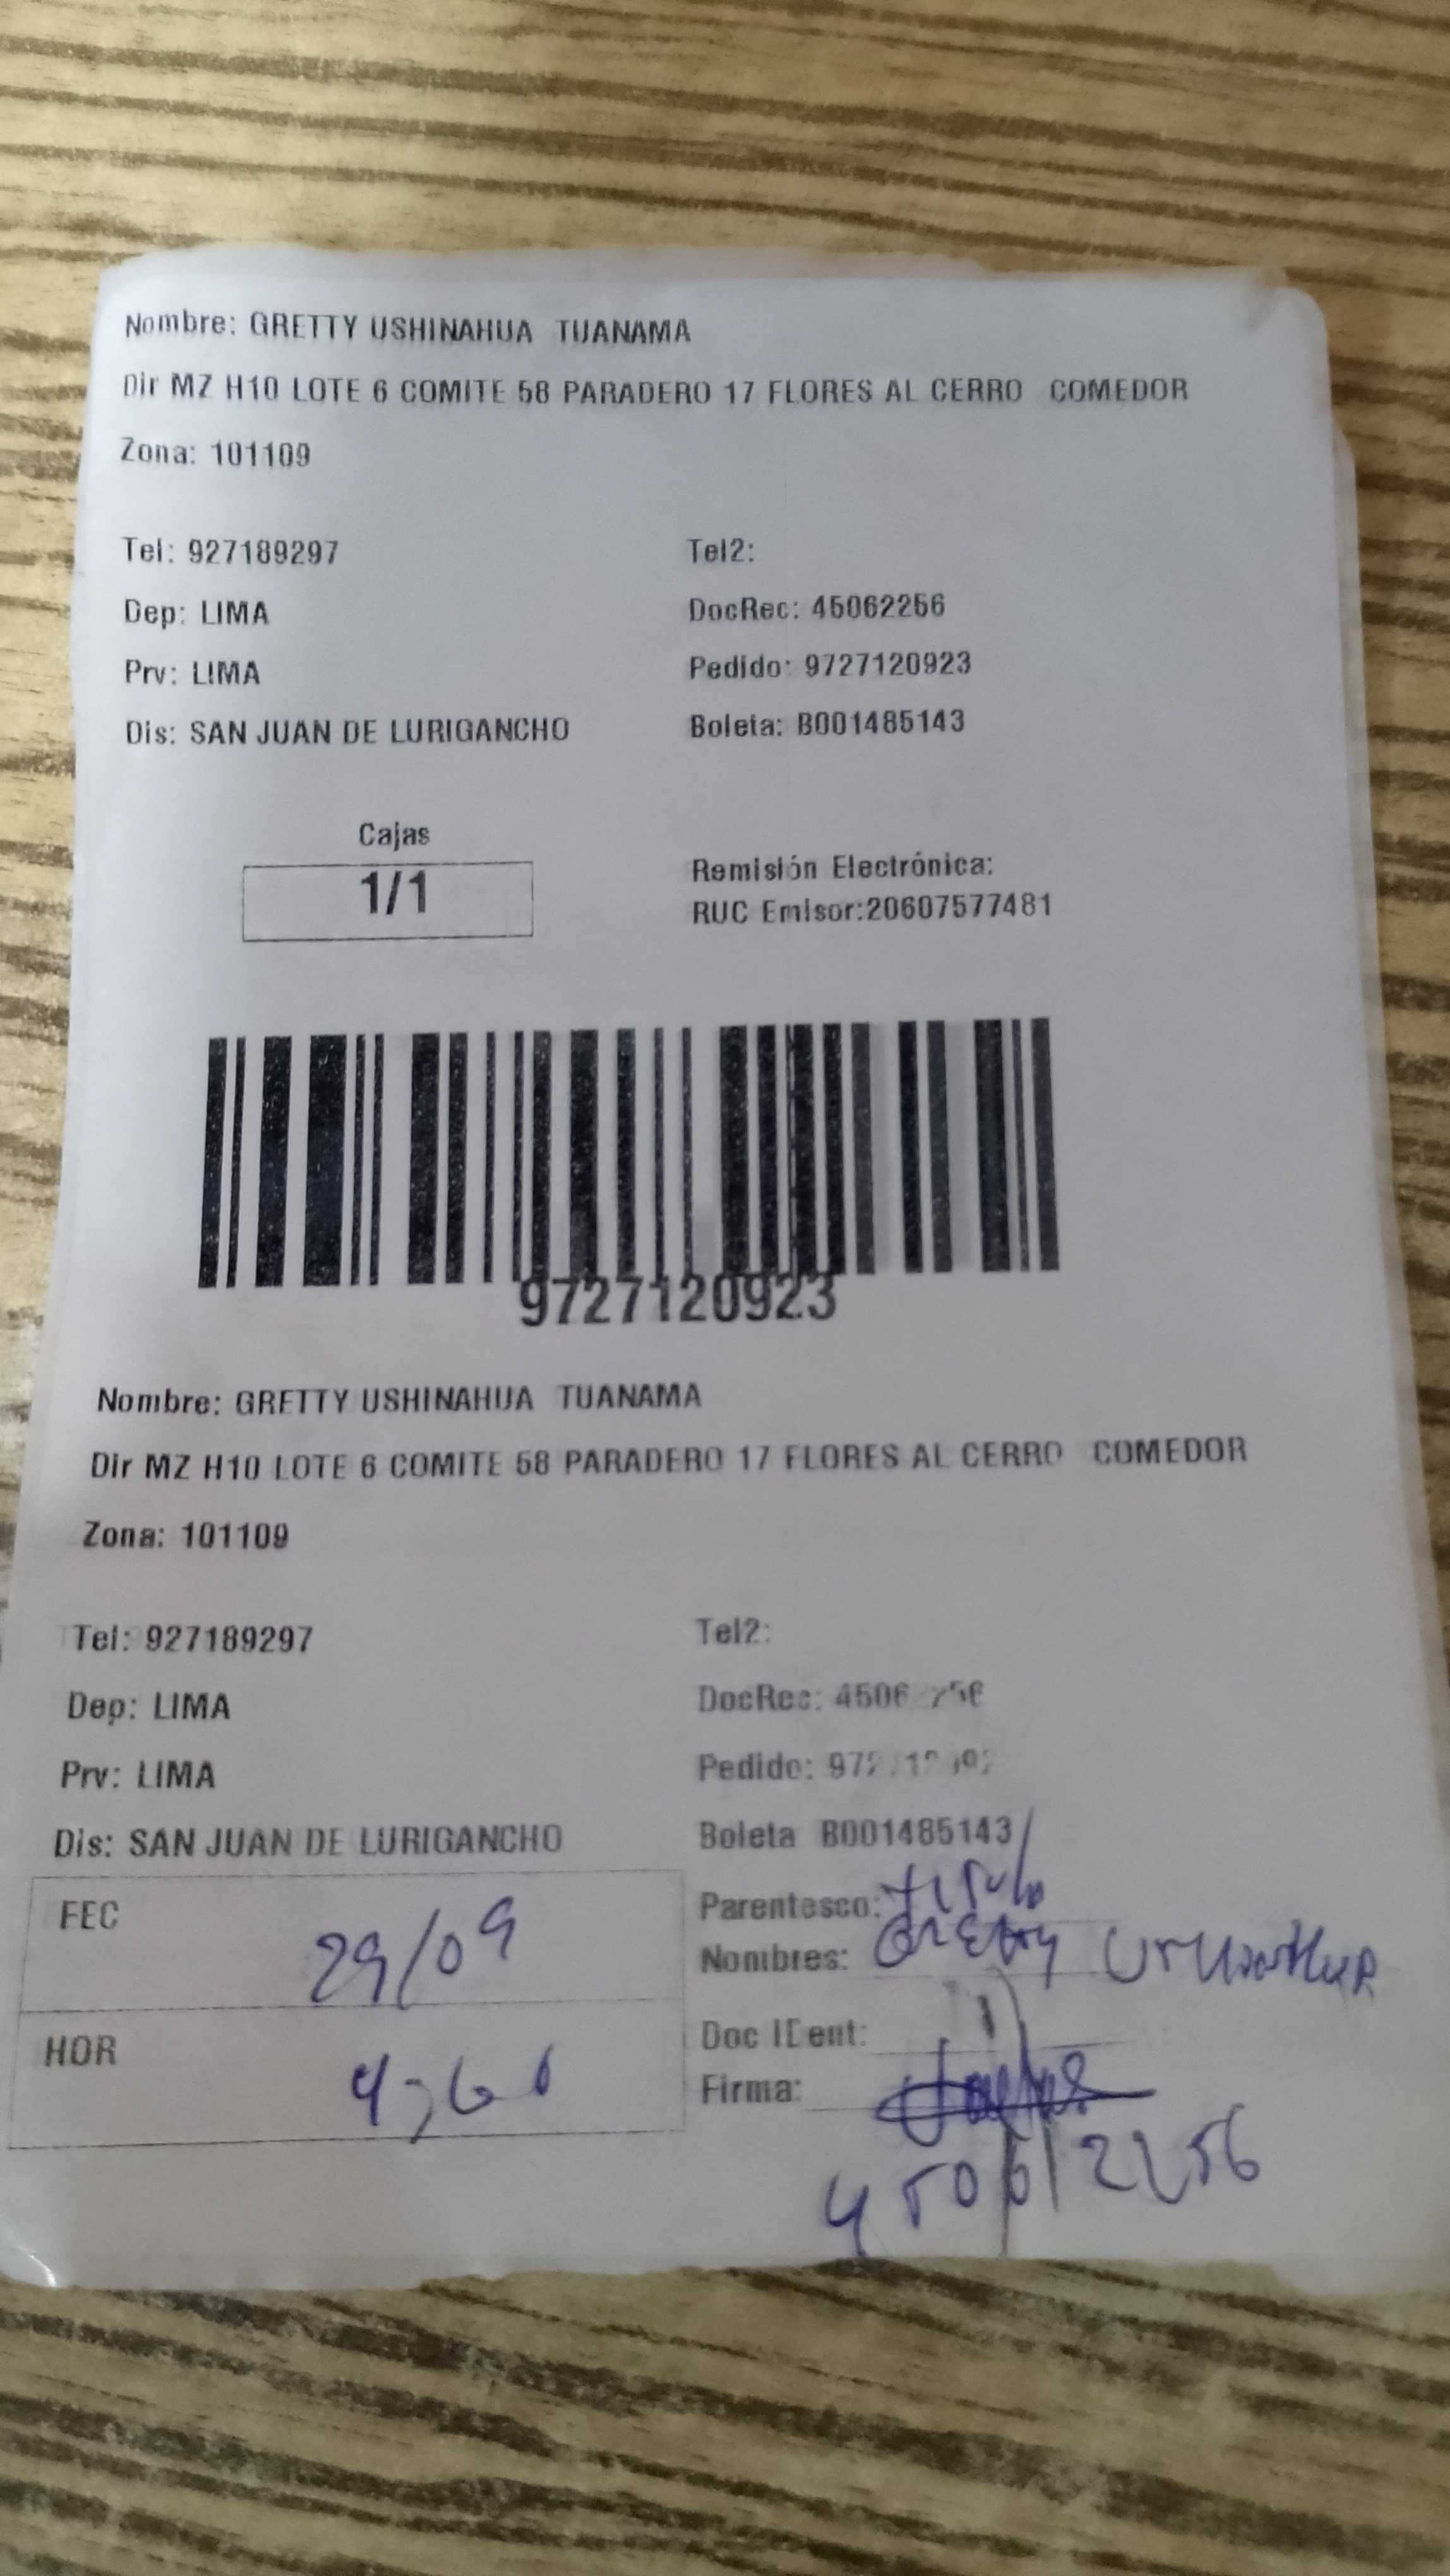 Nombre: GRETTY USHINAHUA TUANAMA
Dir MZ H10 LOTE 6 COMITE 58 PARADERO 17 FLORES AL CERRO COMEDOR
Zona: 101109
Tel: 927189297 Tel2:
Dep: LIMA DocRec: 45062256
Prv: LIMA Pedido: 9727120923
Dis: SAN JUAN DE LURIGANCHO Boleta: B001485143
Cajas
1/1
Remisión Electrónica:
RUC Emisor:20607577481
9727120923
Nombre: GRETTY USHINAHUA TUANAMA
Dir MZ H10 LOTE 6 COMITE 58 PARADERO 17 FLORES AL CERRO COMEDOR
Zona: 101109
Tel: 927189297 Tel2:
Dep: LIMA DocRec:
Prv: LIMA Pedido:
Dis: SAN JUAN DE LURIGANCHO Boleta B001485143
FEC 29/09
HOR
Parentesco:
Nombres: Gretty
Doc IDent:
Firma:
45062256